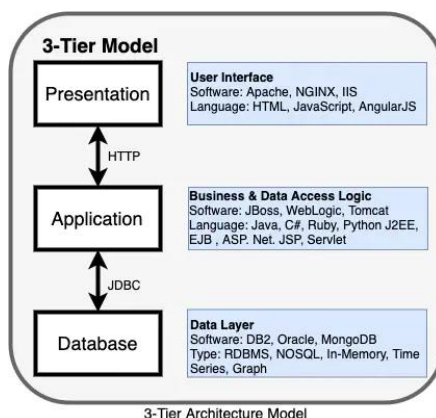 3-Tier Model
Presentation
User Interface
Software: Apache, NGINX, IIS
Language: HTML, JavaScript, AngularJS
HTTP
Application
Business & Data Access Logic
Software: JBoss, WebLogic, Tomcat
Language: Java, C#, Ruby, Python J2EE,
EJB , ASP. Net. JSP, Servlet
JDBC
Database
Data Layer
Software: DB2, Oracle, MongoDB
Type: RDBMS, NOSQL, In-Memory, Time
Series, Graph
3-Tier Architecture Model